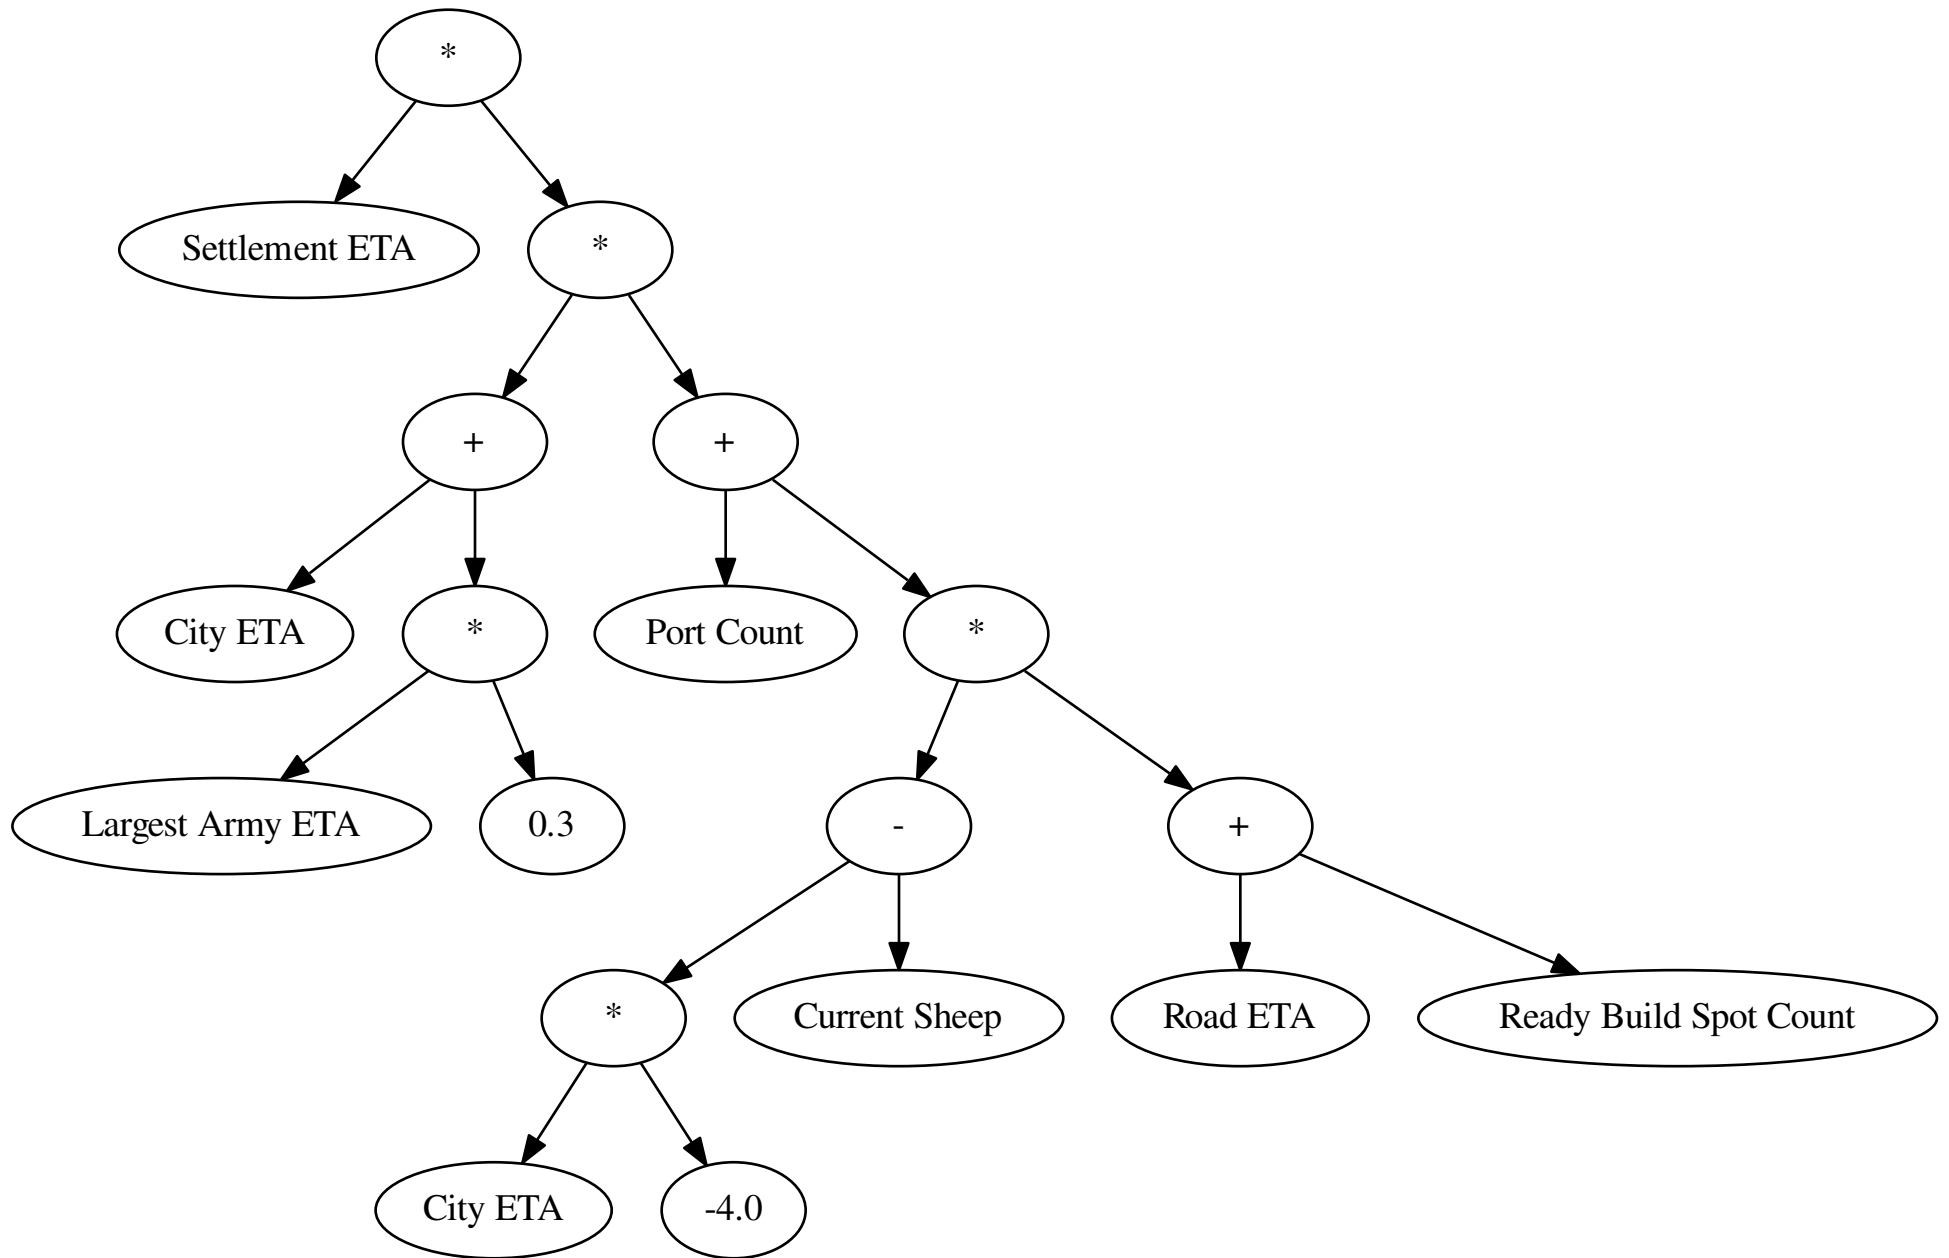 *
Settlement ETA
*
+
+
City ETA
*
Port Count
*
Largest Army ETA
0.3
-
+
*
Current Sheep
Road ETA
Ready Build Spot Count
City ETA
-4.0